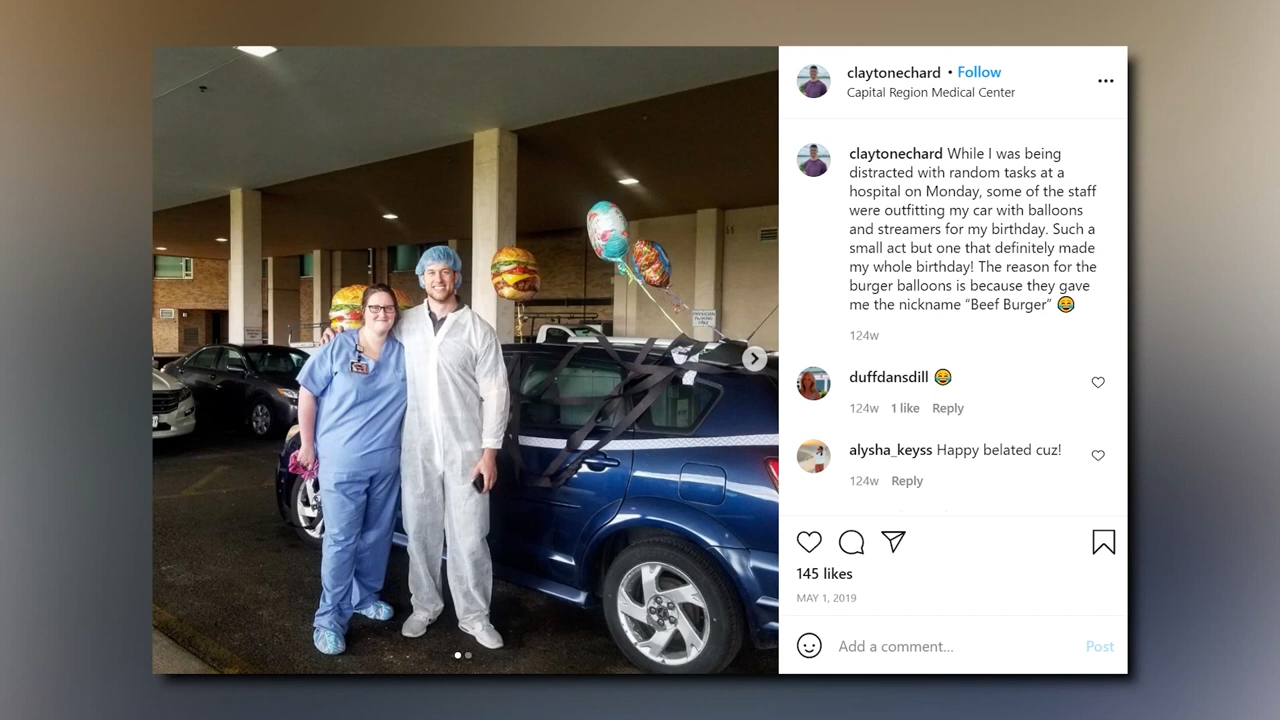 claytonechard • Follow
Capital Region Medical Center
claytonechard While I was being
distracted with random tasks at a
hospital on Monday, some of the staff
were outfitting my car with balloons
and streamers for my birthday. Such a
small act but one that definitely made
my whole birthday! The reason for the
burger balloons is because they gave
me the nickname “Beef Burger” 😂
124w
duffdansdill 😂
124w 1 like Reply
alysha_keyss Happy belated cuz!
124w Reply
145 likes
MAY 1, 2019
Add a comment... Post
PHYSICIAN
PARKING
ONLY